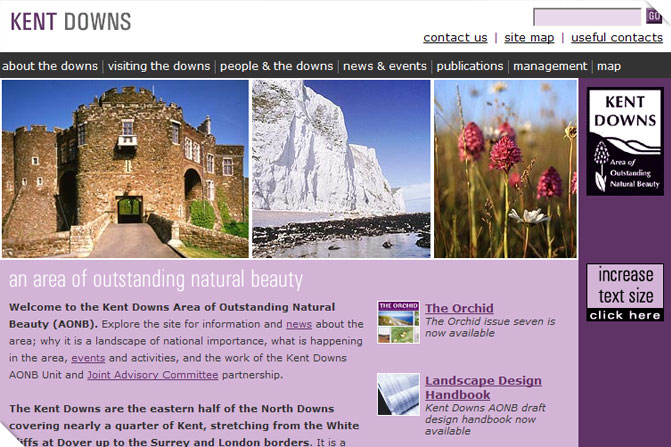 KENT DOWNS
GO
contact us | site map | useful contacts
about the downs | visiting the downs | people & the downs | news & events | publications | management | map
KENT
DOWNS
Area of
Outstanding
Natural Beauty
an area of outstanding natural beauty
Welcome to the Kent Downs Area of Outstanding Natural
Beauty (AONB). Explore the site for information and news about the
area; why it is a landscape of national importance, what is happening
in the area, events and activities, and the work of the Kent Downs
AONB Unit and Joint Advisory Committee partnership.
The Kent Downs are the eastern half of the North Downs
covering nearly a quarter of Kent, stretching from the White
Cliffs at Dover up to the Surrey and London borders. It is a
THE ORCHID
The Orchid
The Orchid issue seven is
now available
Landscape Design
Handbook
Kent Downs AONB draft
design handbook now
available
increase
text size
click here